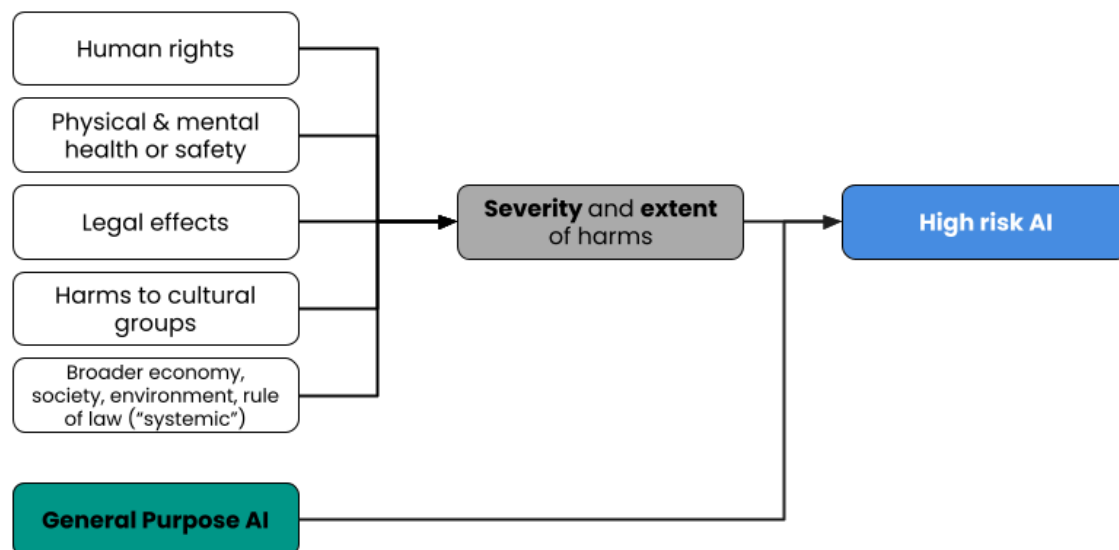 Human rights
Physical & mental
health or safety
Legal effects
Harms to cultural
groups
Broader economy,
society, environment, rule
of law (“systemic”)
General Purpose AI
Severity and extent
of harms
High risk AI